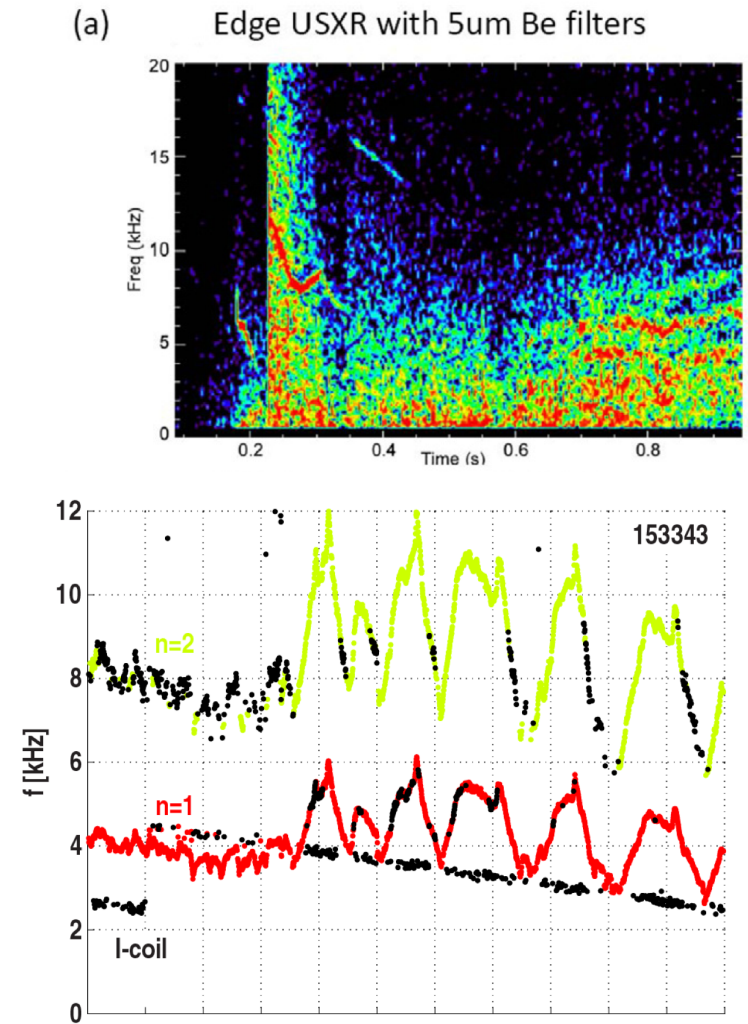 (a) Edge USXR with 5um Be filters
20
15
10
5
0
Freq (kHz)
0.2 0.4 0.6 0.8
Time (s)
12
10
8
6
4
2
0
f [kHz]
153343
n=2
n=1
I-coil